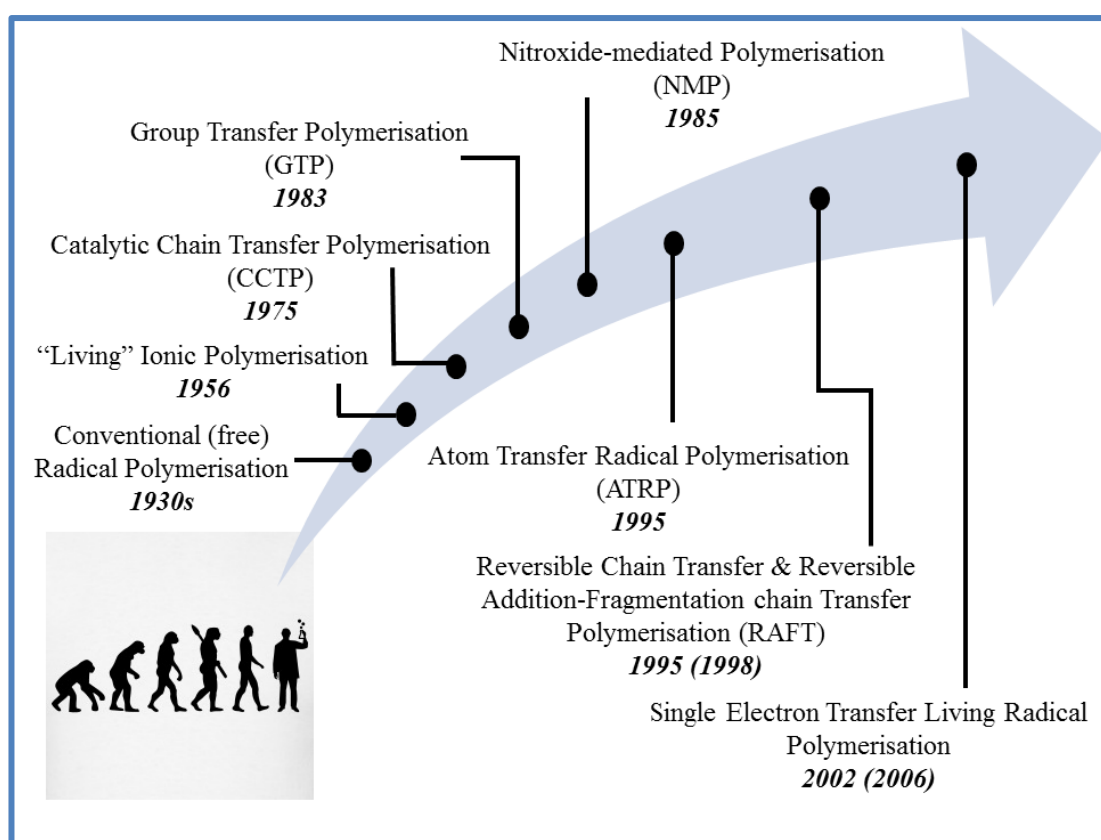 Nitroxide-mediated Polymerisation
(NMP)
1985
Group Transfer Polymerisation
(GTP)
1983
Catalytic Chain Transfer Polymerisation
(CCTP)
1975
“Living” Ionic Polymerisation
1956
Conventional (free)
Radical Polymerisation
1930s
Atom Transfer Radical Polymerisation
(ATRP)
1995
Reversible Chain Transfer & Reversible
Addition-Fragmentation chain Transfer
Polymerisation (RAFT)
1995 (1998)
Single Electron Transfer Living Radical
Polymerisation
2002 (2006)